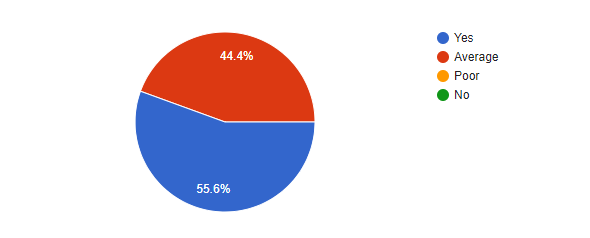 44.4%
55.6%
Yes
Average
Poor
No